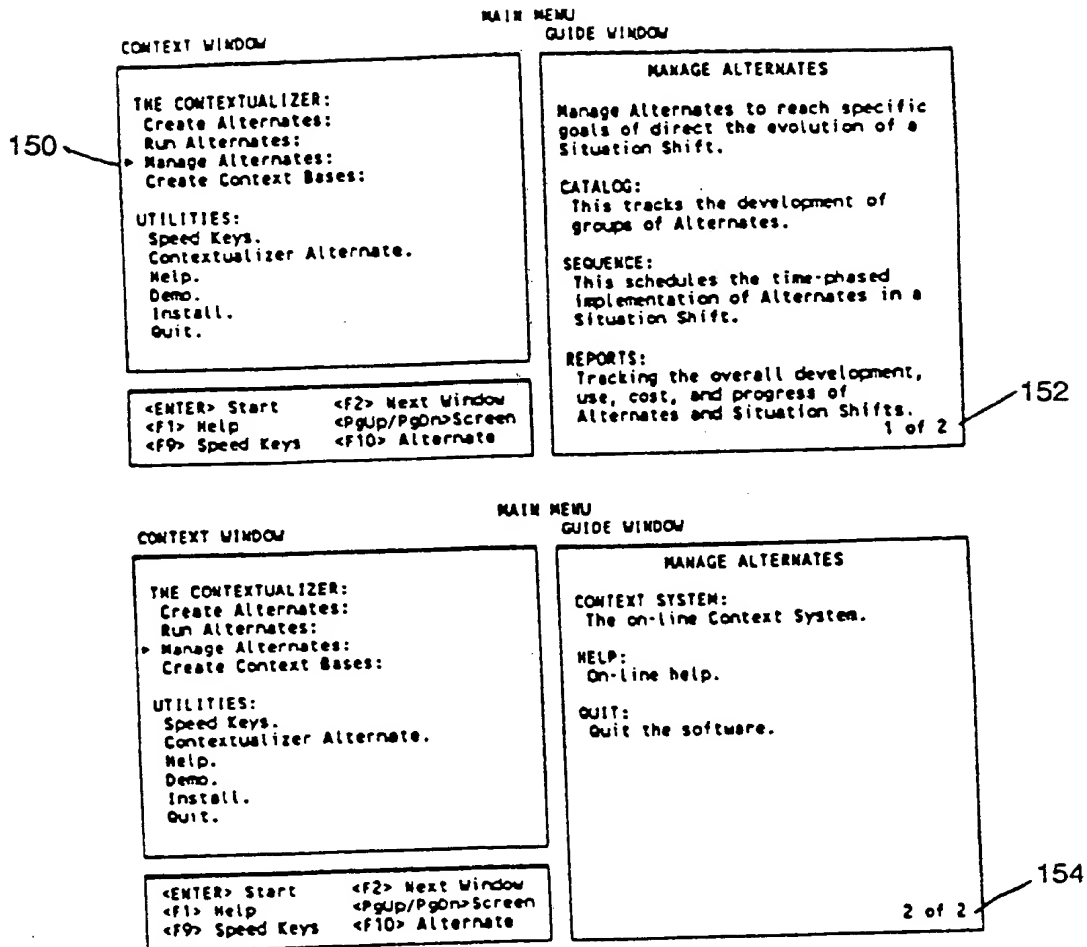 MAIN MENU
CONTEXT WINDOW
THE CONTEXTUALIZER:
Create Alternates:
Run Alternates:
▸ Manage Alternates:
Create Context Bases:
UTILITIES:
Speed Keys.
Contextualizer Alternate.
Help.
Demo.
Install.
Quit.
150
<ENTER> Start <F2> Next Window
<F1> Help <PgUp/PgDn>Screen
<F9> Speed Keys <F10> Alternate
GUIDE WINDOW
MANAGE ALTERNATES
Manage Alternates to reach specific
goals of direct the evolution of a
Situation Shift.
CATALOG:
This tracks the development of
groups of Alternates.
SEQUENCE:
This schedules the time-phased
implementation of Alternates in a
Situation Shift.
REPORTS:
Tracking the overall development,
use, cost, and progress of
Alternates and Situation Shifts.
1 of 2
152
MAIN MENU
CONTEXT WINDOW
THE CONTEXTUALIZER:
Create Alternates:
Run Alternates:
▸ Manage Alternates:
Create Context Bases:
UTILITIES:
Speed Keys.
Contextualizer Alternate.
Help.
Demo.
Install.
Quit.
<ENTER> Start <F2> Next Window
<F1> Help <PgUp/PgDn>Screen
<F9> Speed Keys <F10> Alternate
GUIDE WINDOW
MANAGE ALTERNATES
CONTEXT SYSTEM:
The on-line Context System.
HELP:
On-line help.
QUIT:
Quit the software.
2 of 2
154